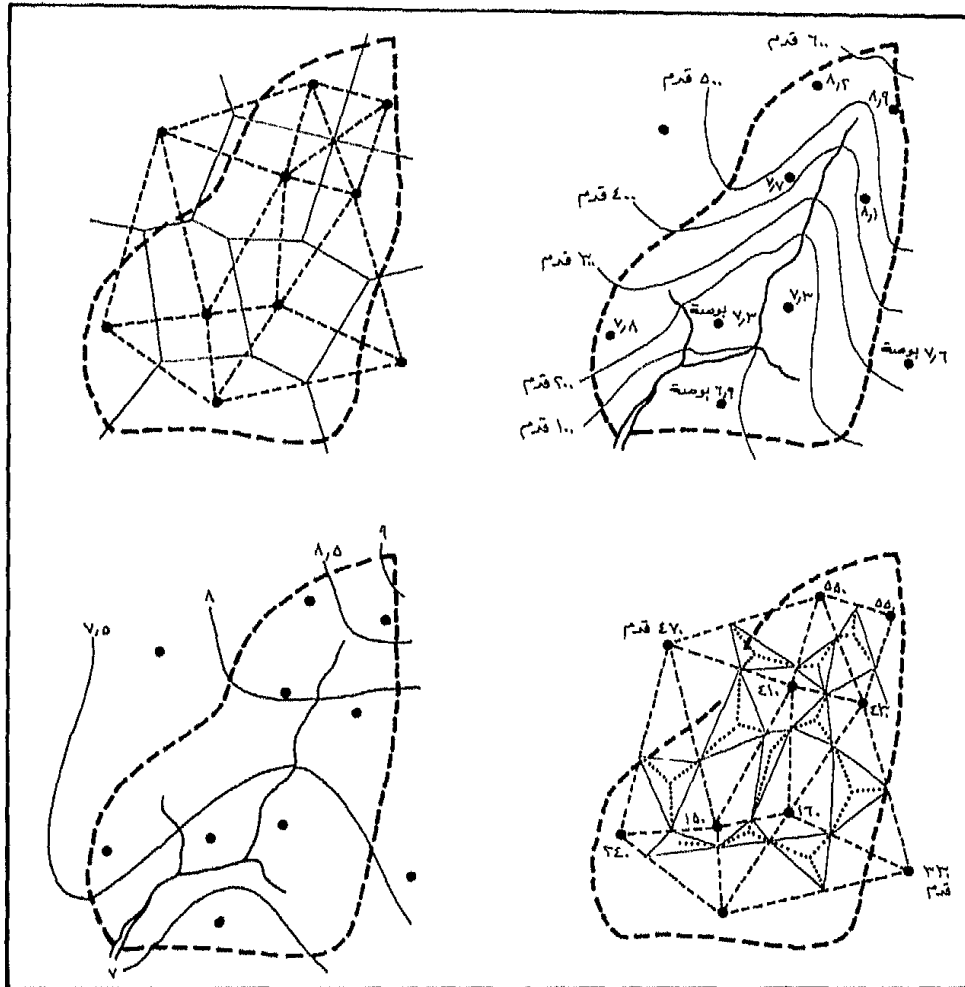 ٦٠٠ قدم
٥٠٠ قدم
٨٫٢
٨٫٩
٧٫٧
٤٠٠ قدم
٨٫١
٣٠٠ قدم
٧٫٣
٧٫٣ بوصة
٧٫٨
٧٫٦ بوصة
٢٠٠ قدم
٦٫٩ بوصة
١٠٠ قدم
٩
٨٫٥
٨
٧٫٥
٧
٥٥٠
٥٥٠
٤٧٠ قدم
٤١٠
٤٢٠
١٦٠
١٥٠
٢٤٠
٣٣٠
قدم